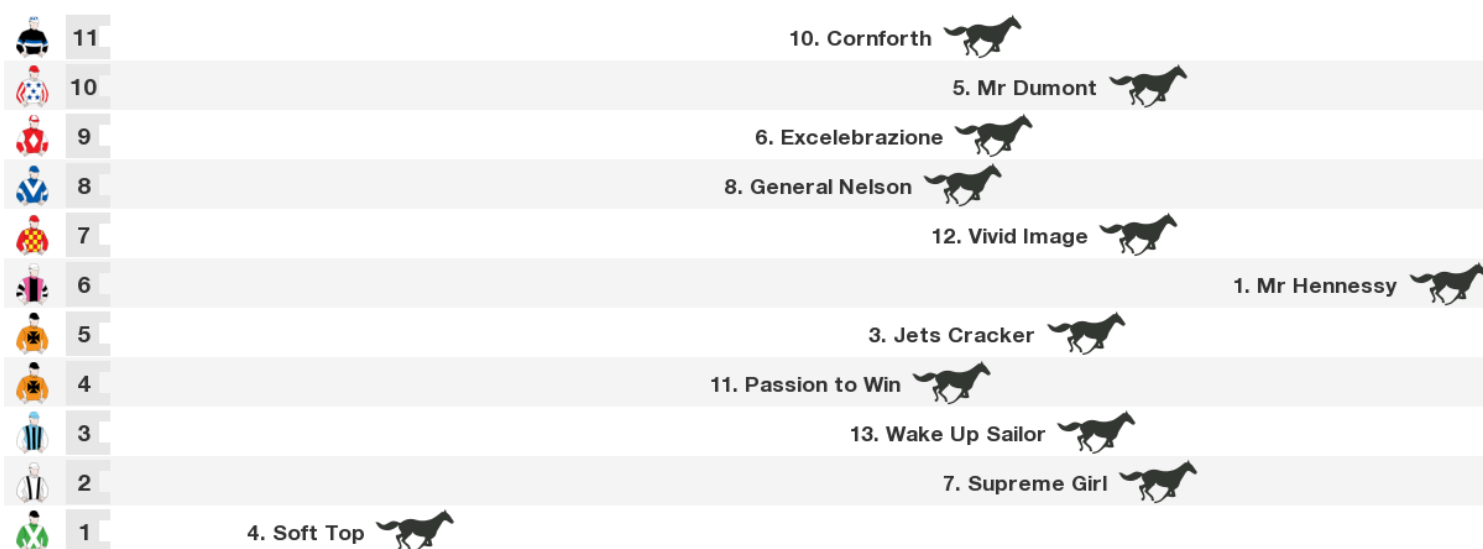 11 10. Cornforth
10 5. Mr Dumont
9 6. Excelebrazione
8 8. General Nelson
7 12. Vivid Image
6 1. Mr Hennessy
5 3. Jets Cracker
4 11. Passion to Win
3 13. Wake Up Sailor
2 7. Supreme Girl
1 4. Soft Top